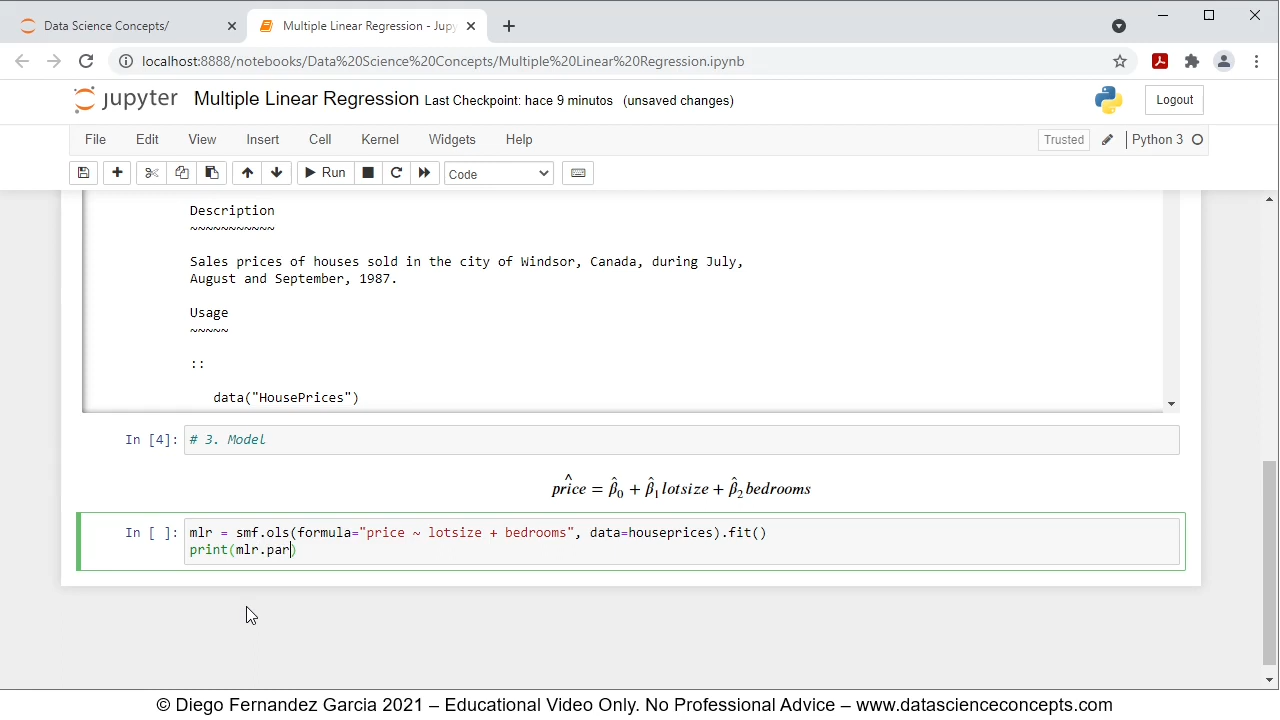 Data Science Concepts/
Multiple Linear Regression - Jupy
localhost:8888/notebooks/Data%20Science%20Concepts/Multiple%20Linear%20Regression.ipynb
jupyter Multiple Linear Regression Last Checkpoint: hace 9 minutos (unsaved changes)
Logout
File Edit View Insert Cell Kernel Widgets Help
Trusted Python 3
Run Code
Description
~~~~~~~~~~~
Sales prices of houses sold in the city of Windsor, Canada, during July,
August and September, 1987.
Usage
~~~~~
::
data("HousePrices")
In [4]: # 3. Model
price^ = β̂0 + β̂1 lotsize + β̂2 bedrooms
In [ ]: mlr = smf.ols(formula="price ~ lotsize + bedrooms", data=houseprices).fit()
print(mlr.par)
© Diego Fernandez Garcia 2021 – Educational Video Only. No Professional Advice – www.datascienceconcepts.com